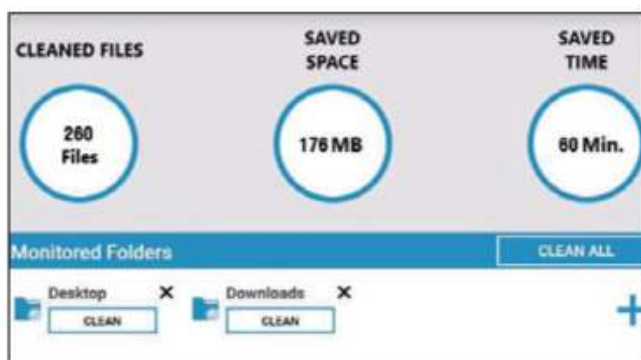 CLEANED FILES
SAVED
SPACE
SAVED
TIME
260
Files
176 MB
60 Min.
Monitored Folders
CLEAN ALL
Desktop
Downloads
CLEAN
CLEAN